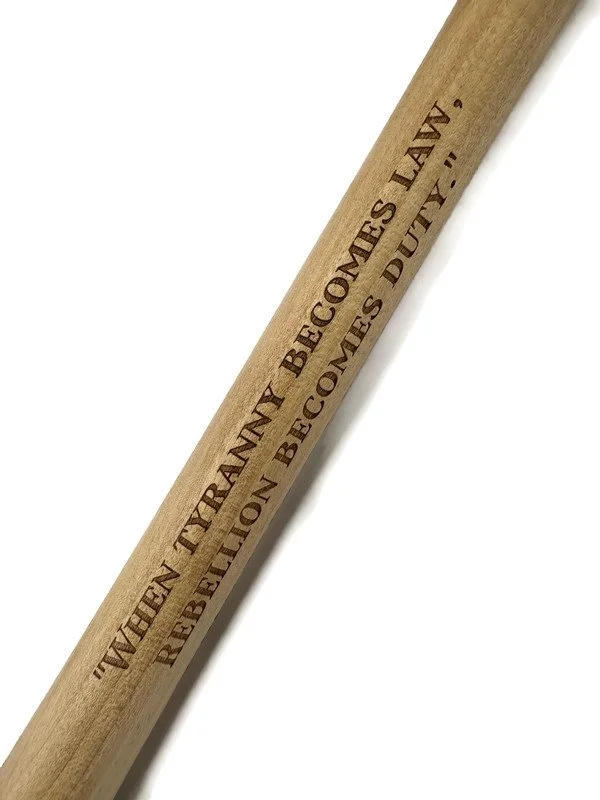 "WHEN TYRANNY BECOMES LAW,
REBELLION BECOMES DUTY."